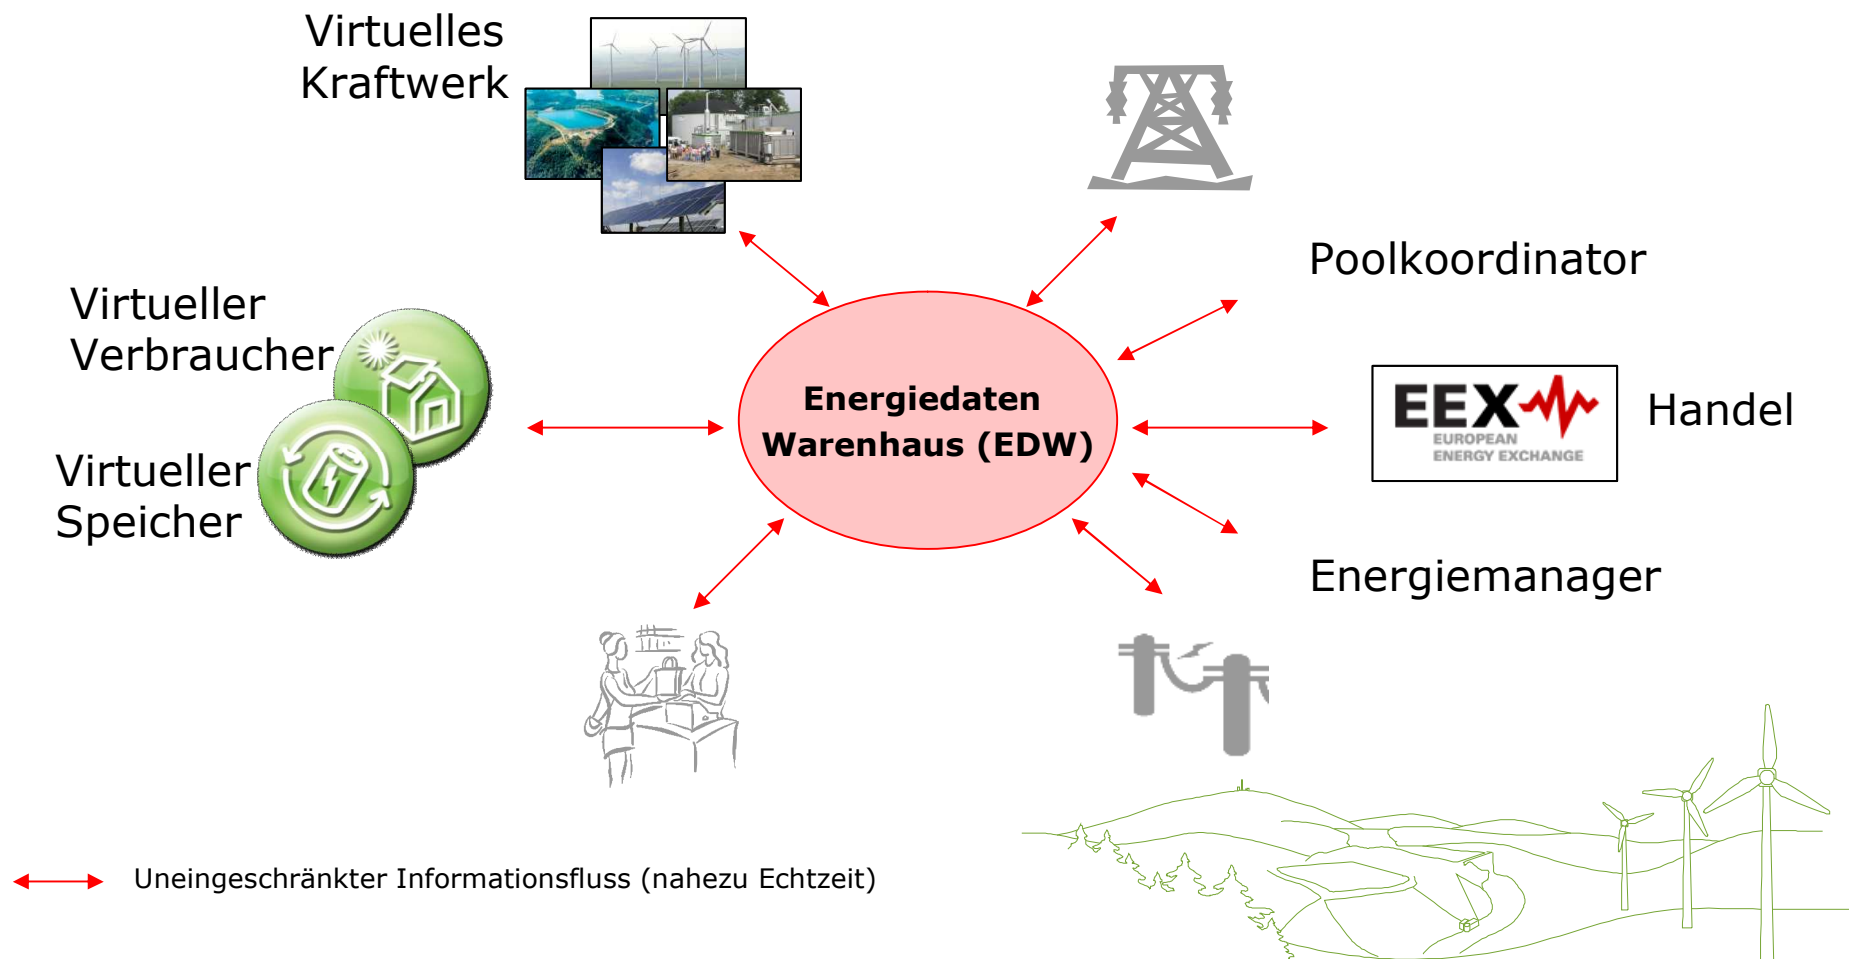 Virtuelles
Kraftwerk
Poolkoordinator
Virtueller
Verbraucher
EEX
EUROPEAN
ENERGY EXCHANGE
Handel
Energiedaten
Warenhaus (EDW)
Virtueller
Speicher
Energiemanager
Uneingeschränkter Informationsfluss (nahezu Echtzeit)